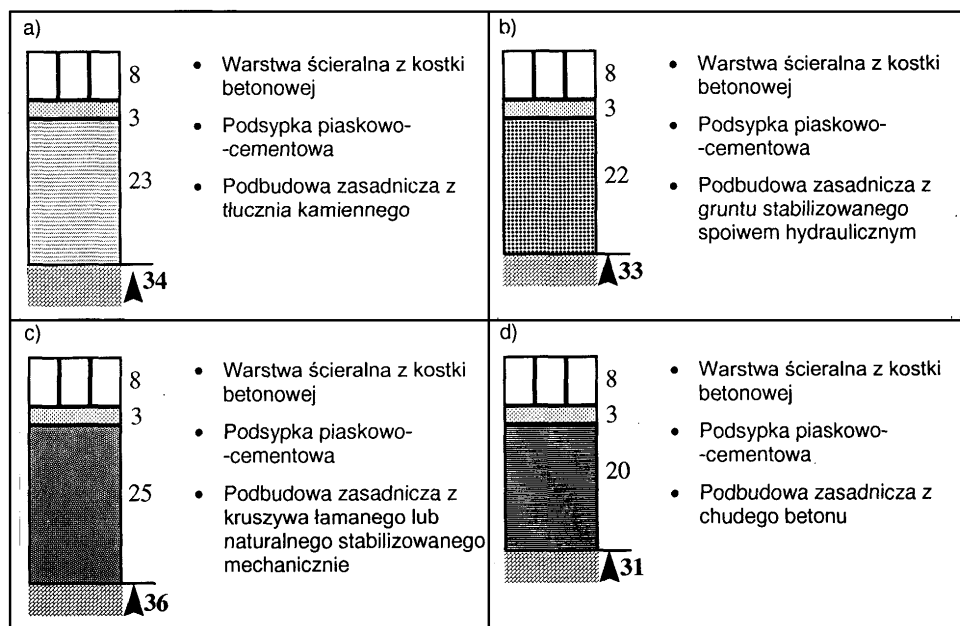 a)
8
3
23
34
• Warstwa ścieralna z kostki
betonowej
• Podsypka piaskowo-
-cementowa
• Podbudowa zasadnicza z
tłucznia kamiennego
b)
8
3
22
33
• Warstwa ścieralna z kostki
betonowej
• Podsypka piaskowo-
-cementowa
• Podbudowa zasadnicza z
gruntu stabilizowanego
spoiwem hydraulicznym
c)
8
3
25
36
• Warstwa ścieralna z kostki
betonowej
• Podsypka piaskowo-
-cementowa
• Podbudowa zasadnicza z
kruszywa łamanego lub
naturalnego stabilizowanego
mechanicznie
d)
8
3
20
31
• Warstwa ścieralna z kostki
betonowej
• Podsypka piaskowo-
-cementowa
• Podbudowa zasadnicza z
chudego betonu